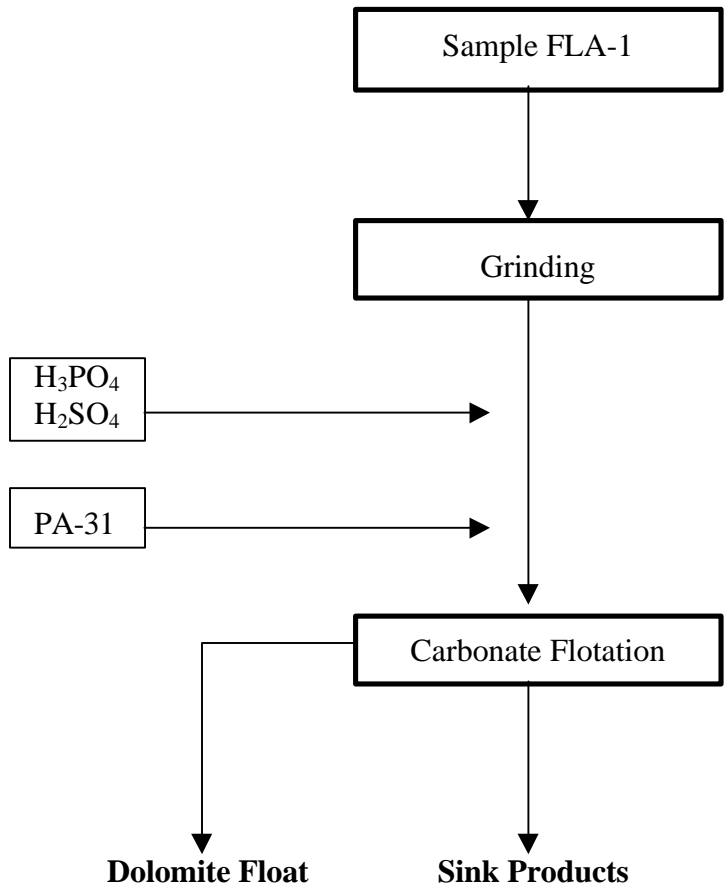 Sample FLA-1
Grinding
H₃PO₄
H₂SO₄
PA-31
Carbonate Flotation
Dolomite Float
Sink Products